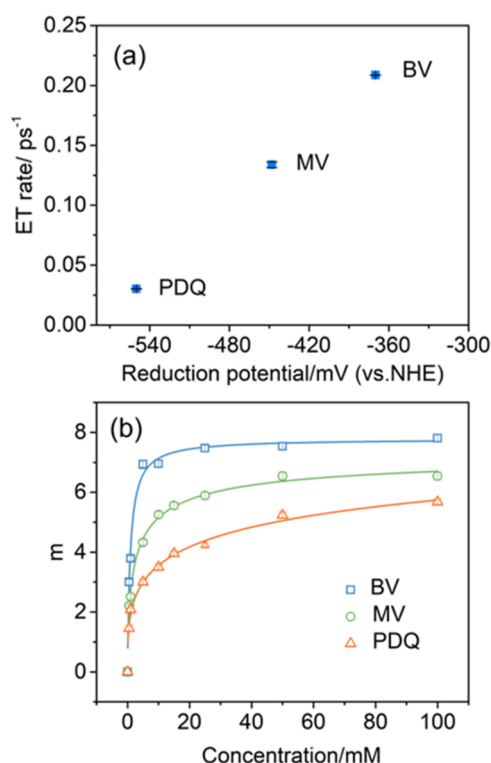 (a)
0.25
0.20
0.15
0.10
0.05
0.00
ET rate/ ps⁻¹
BV
MV
PDQ
-540 -480 -420 -360 -300
Reduction potential/mV (vs.NHE)
(b)
8
6
4
2
0
m
BV
MV
PDQ
0 20 40 60 80 100
Concentration/mM